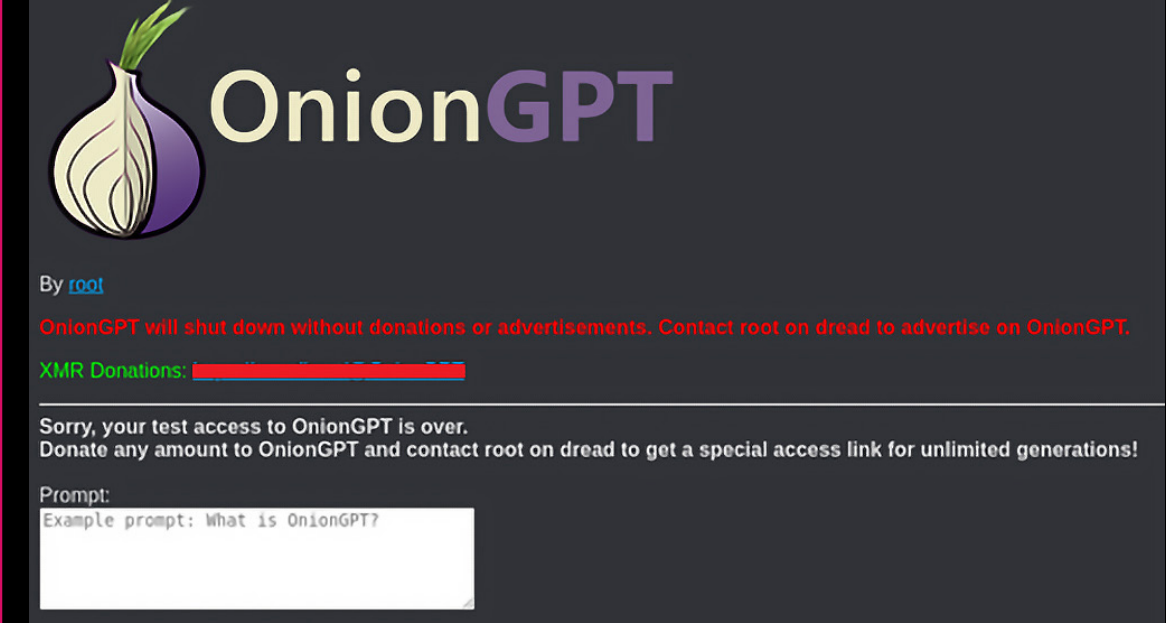 OnionGPT
By root
OnionGPT will shut down without donations or advertisements. Contact root on dread to advertise on OnionGPT.
XMR Donations:
Sorry, your test access to OnionGPT is over.
Donate any amount to OnionGPT and contact root on dread to get a special access link for unlimited generations!
Prompt:
Example prompt: What is OnionGPT?